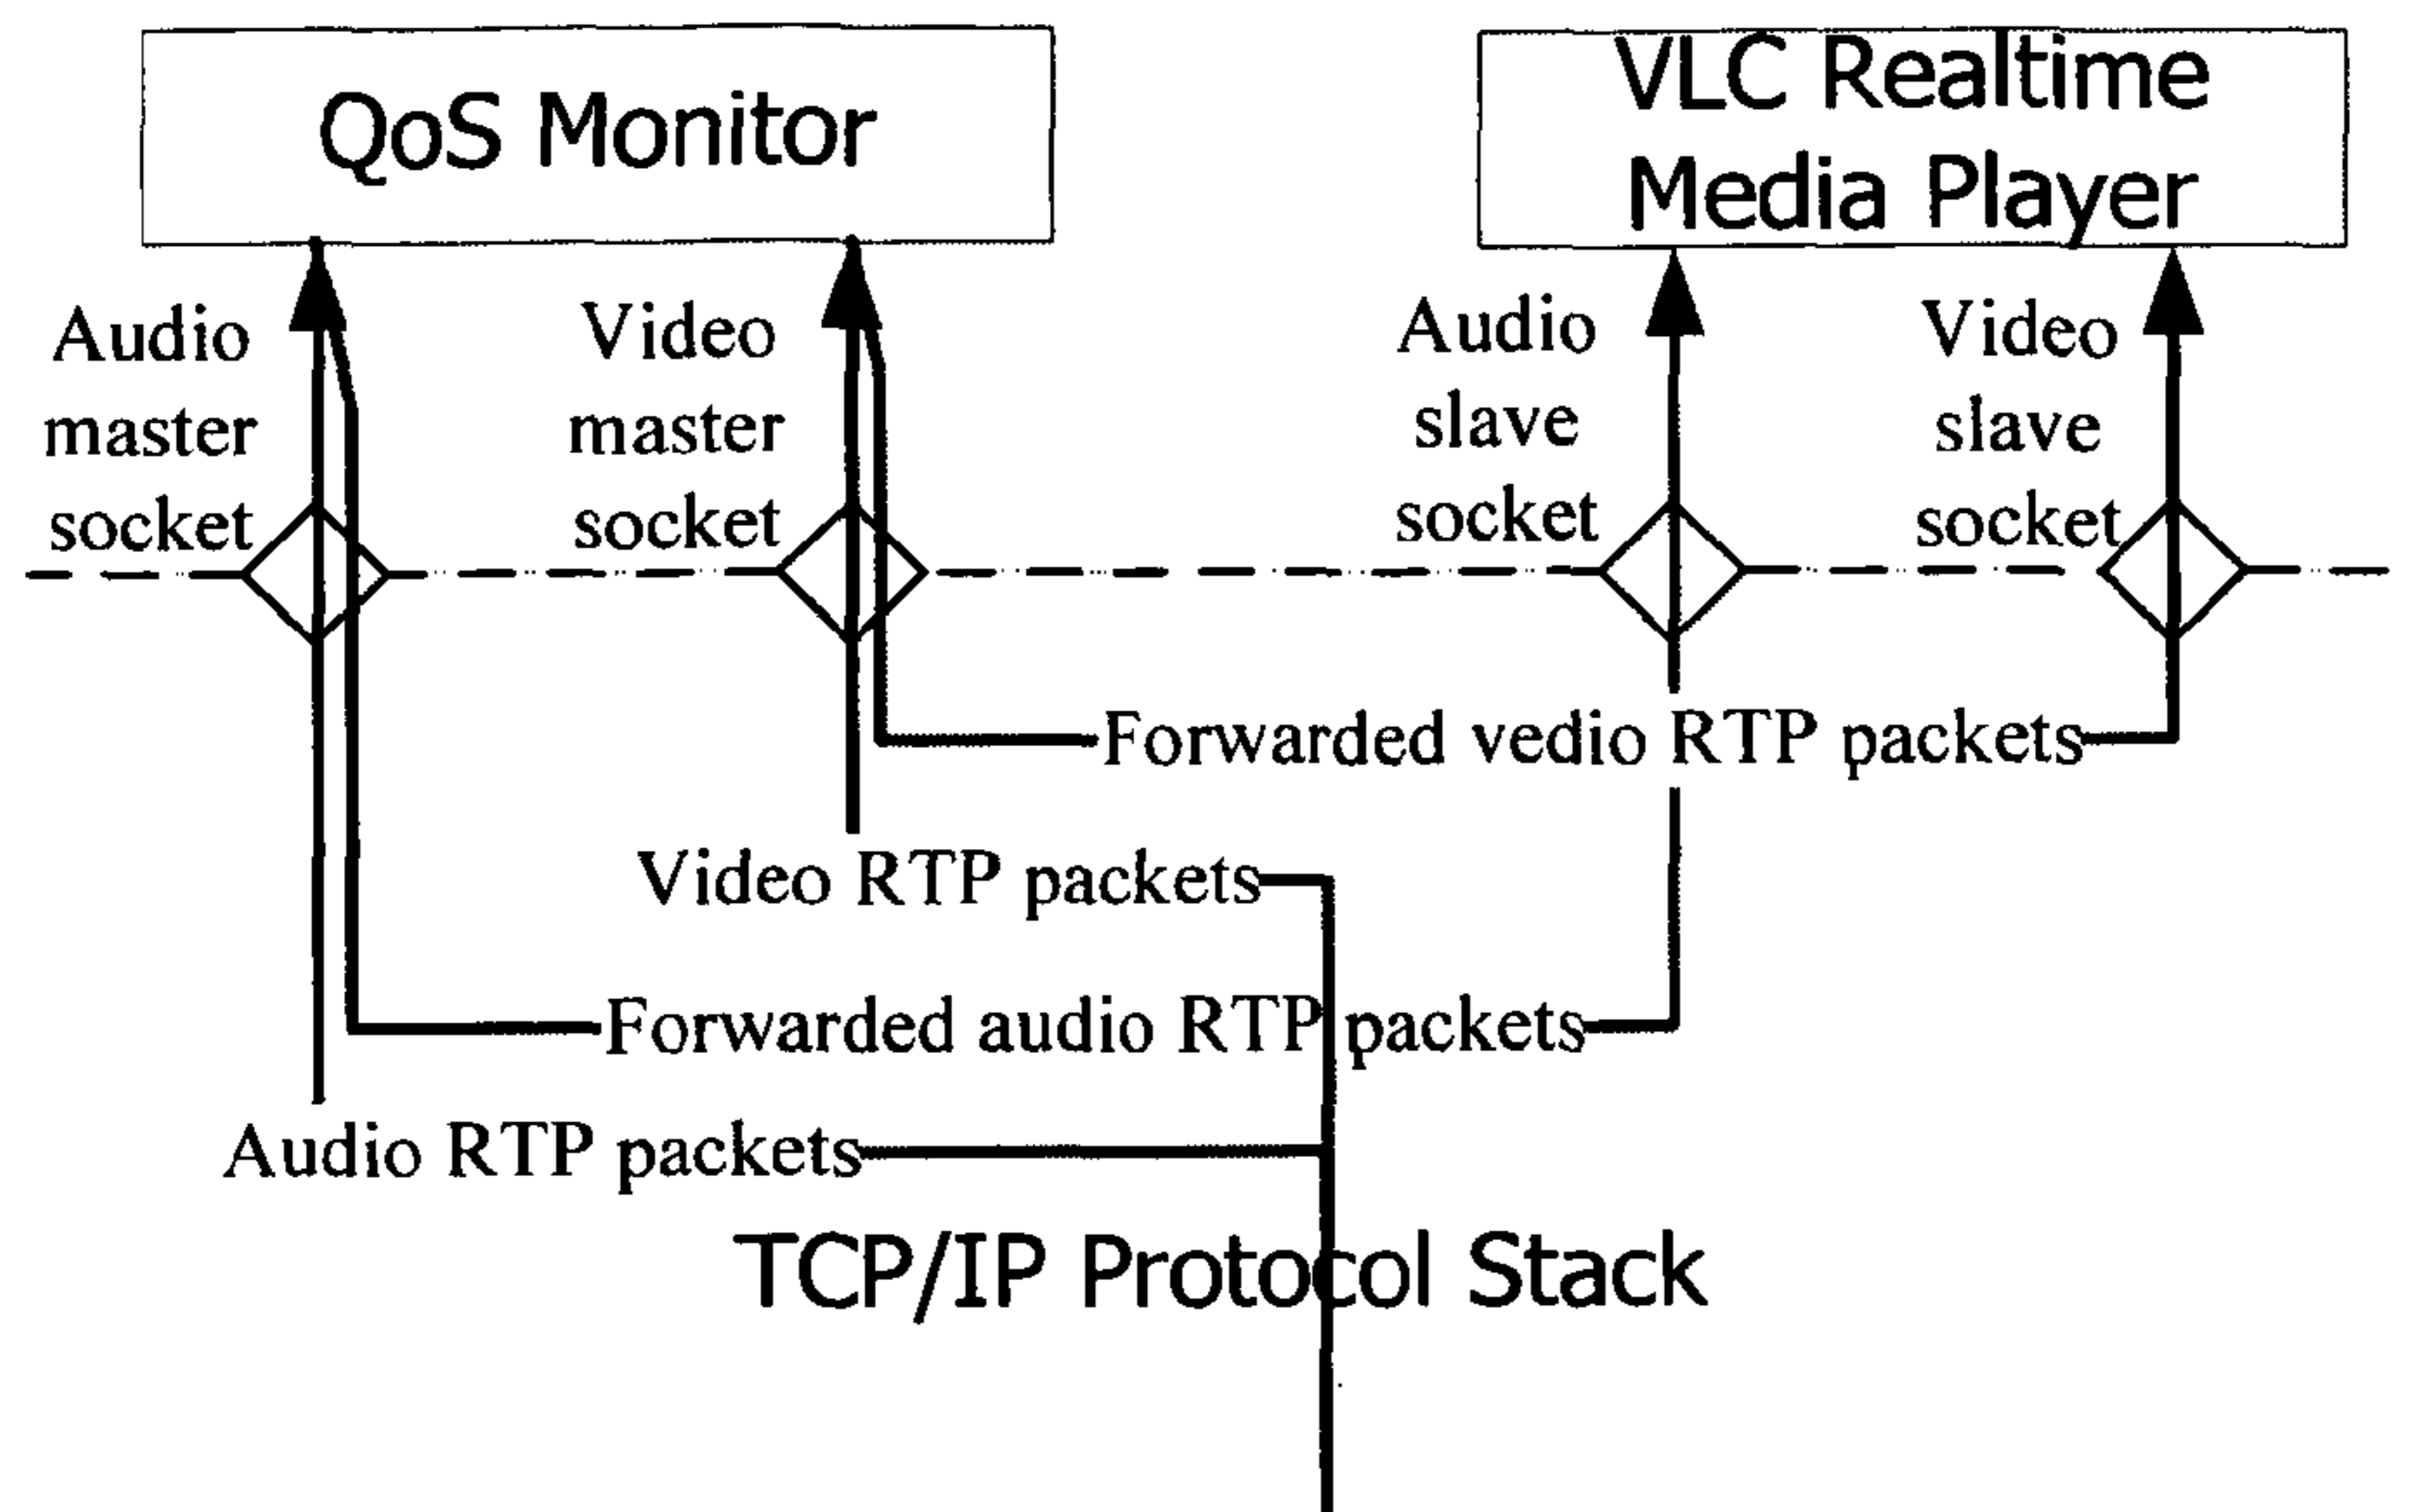 QoS Monitor
VLC Realtime
Media Player
Audio
master
socket
Video
master
socket
Audio
slave
socket
Video
slave
socket
Forwarded vedio RTP packets
Video RTP packets
Forwarded audio RTP packets
Audio RTP packets
TCP/IP Protocol Stack